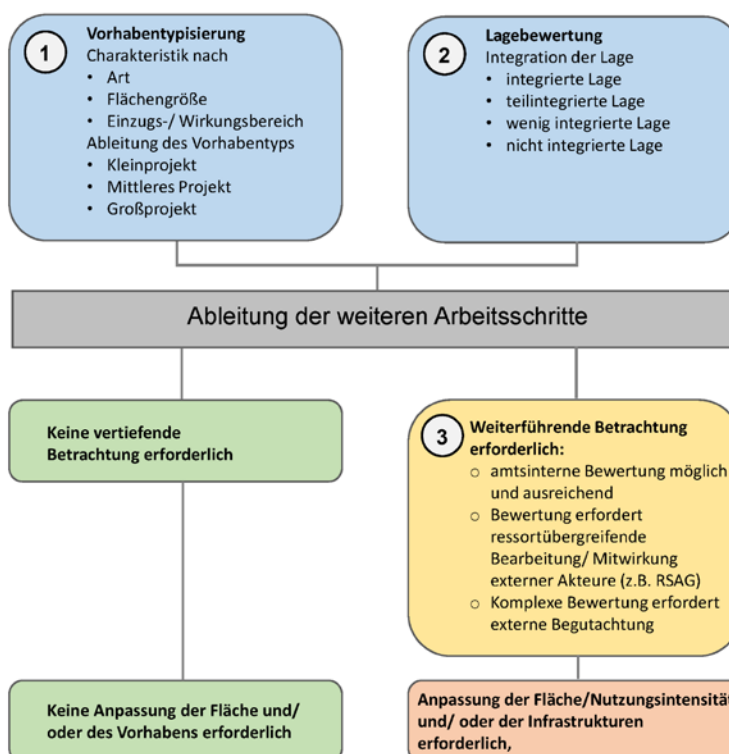 1
Vorhabentypisierung
Charakteristik nach
• Art
• Flächengröße
• Einzugs-/ Wirkungsbereich
Ableitung des Vorhabentyps
• Kleinprojekt
• Mittleres Projekt
• Großprojekt
2
Lagebewertung
Integration der Lage
• integrierte Lage
• teilintegrierte Lage
• wenig integrierte Lage
• nicht integrierte Lage
Ableitung der weiteren Arbeitsschritte
Keine vertiefende
Betrachtung erforderlich
3
Weiterführende Betrachtung
erforderlich:
○ amtsinterne Bewertung möglich
und ausreichend
○ Bewertung erfordert
ressortübergreifende
Bearbeitung/ Mitwirkung
externer Akteure (z.B. RSAG)
○ Komplexe Bewertung erfordert
externe Begutachtung
Keine Anpassung der Fläche und/
oder des Vorhabens erforderlich
Anpassung der Fläche/Nutzungsintensität
und/ oder der Infrastrukturen
erforderlich,